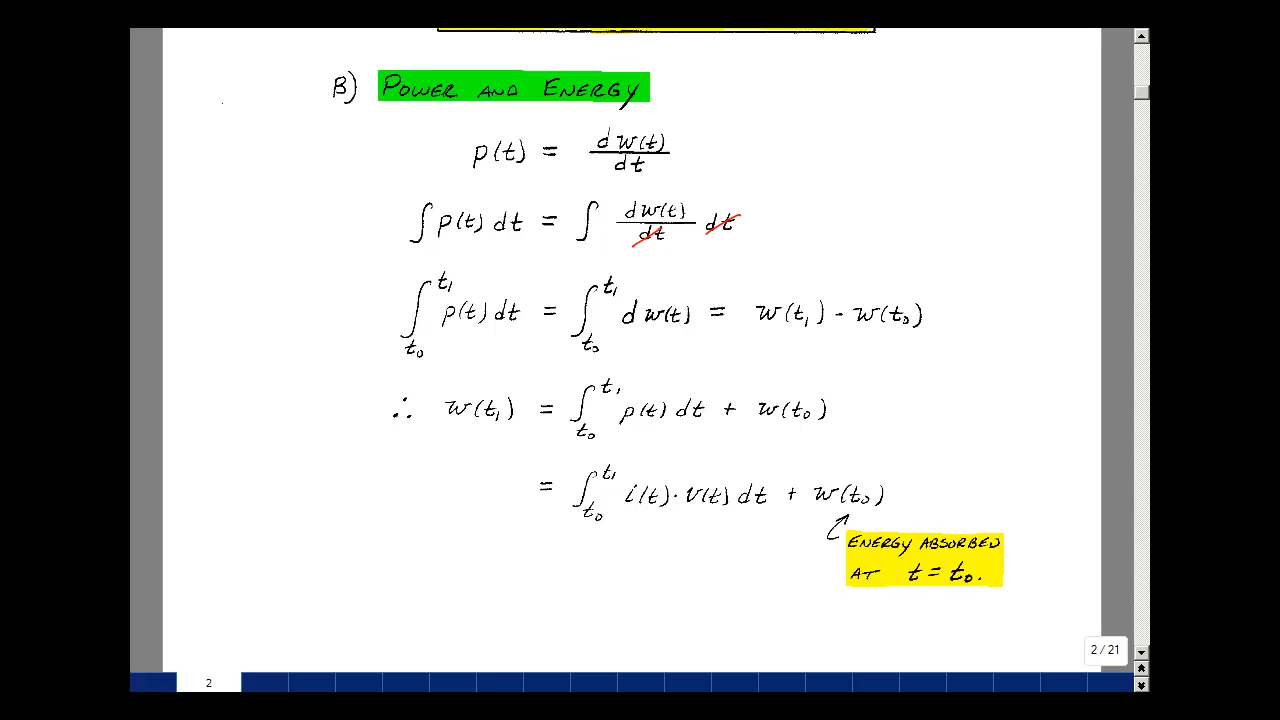 B) POWER AND ENERGY
p(t) = dw(t)/dt
∫ p(t) dt = ∫ dw(t)/dt dt
∫_{t₀}^{t₁} p(t) dt = ∫_{t₀}^{t₁} dw(t) = w(t₁) - w(t₀)
∴ w(t₁) = ∫_{t₀}^{t₁} p(t) dt + w(t₀)
= ∫_{t₀}^{t₁} i(t)·v(t) dt + w(t₀)
ENERGY ABSORBED
AT t = t₀.
2 / 21
2